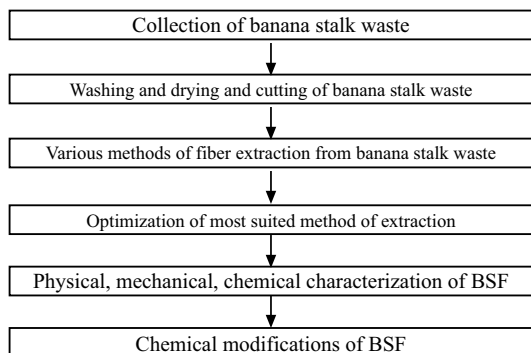 Collection of banana stalk waste
Washing and drying and cutting of banana stalk waste
Various methods of fiber extraction from banana stalk waste
Optimization of most suited method of extraction
Physical, mechanical, chemical characterization of BSF
Chemical modifications of BSF